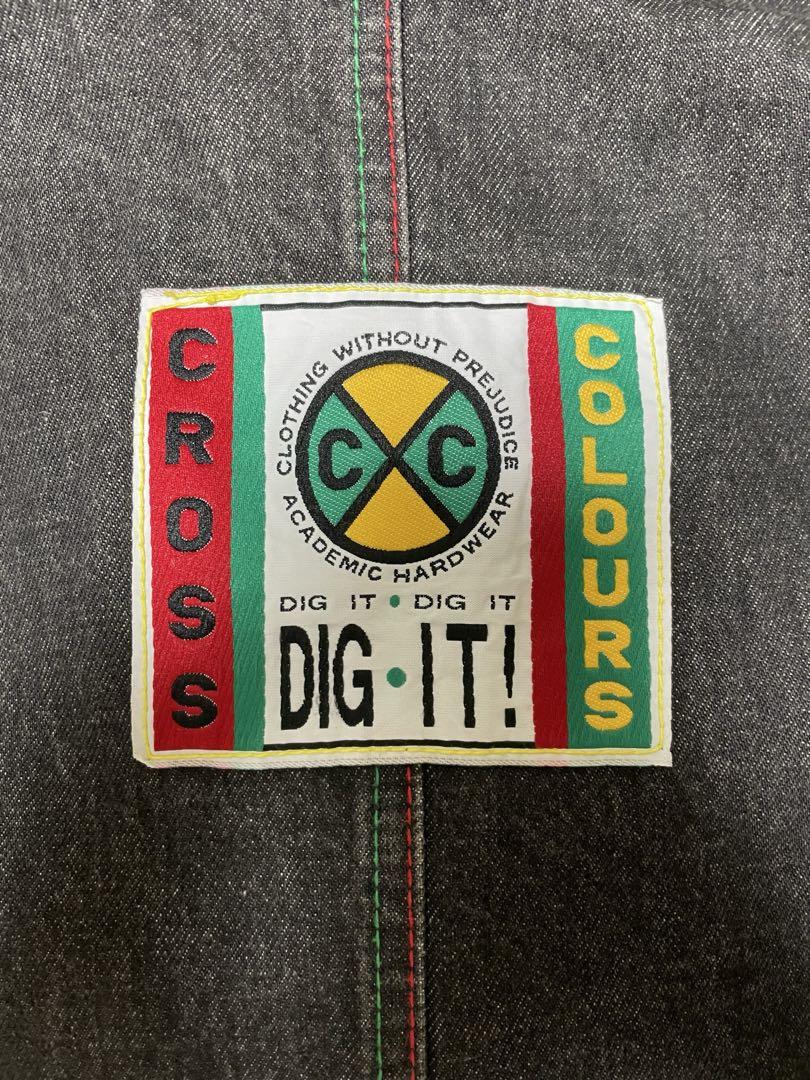 CROSS
CLOTHING WITHOUT PREJUDICE
C C
ACADEMIC HARDWEAR
DIG IT • DIG IT
DIG • IT!
COLOURS